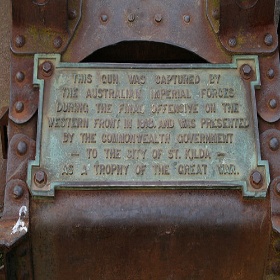 THIS GUN WAS CAPTURED BY
THE AUSTRALIAN IMPERIAL FORCES
DURING THE FINAL OFFENSIVE ON THE
WESTERN FRONT IN 1918. AND WAS PRESENTED
BY THE COMMONWEALTH GOVERNMENT
— TO THE CITY OF ST. KILDA —
AS A TROPHY OF THE GREAT WAR.